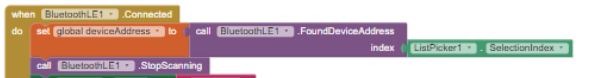 when BluetoothLE1 .Connected
do set global deviceAddress to call BluetoothLE1 .FoundDeviceAddress
index ListPicker1 . SelectionIndex
call BluetoothLE1 .StopScanning